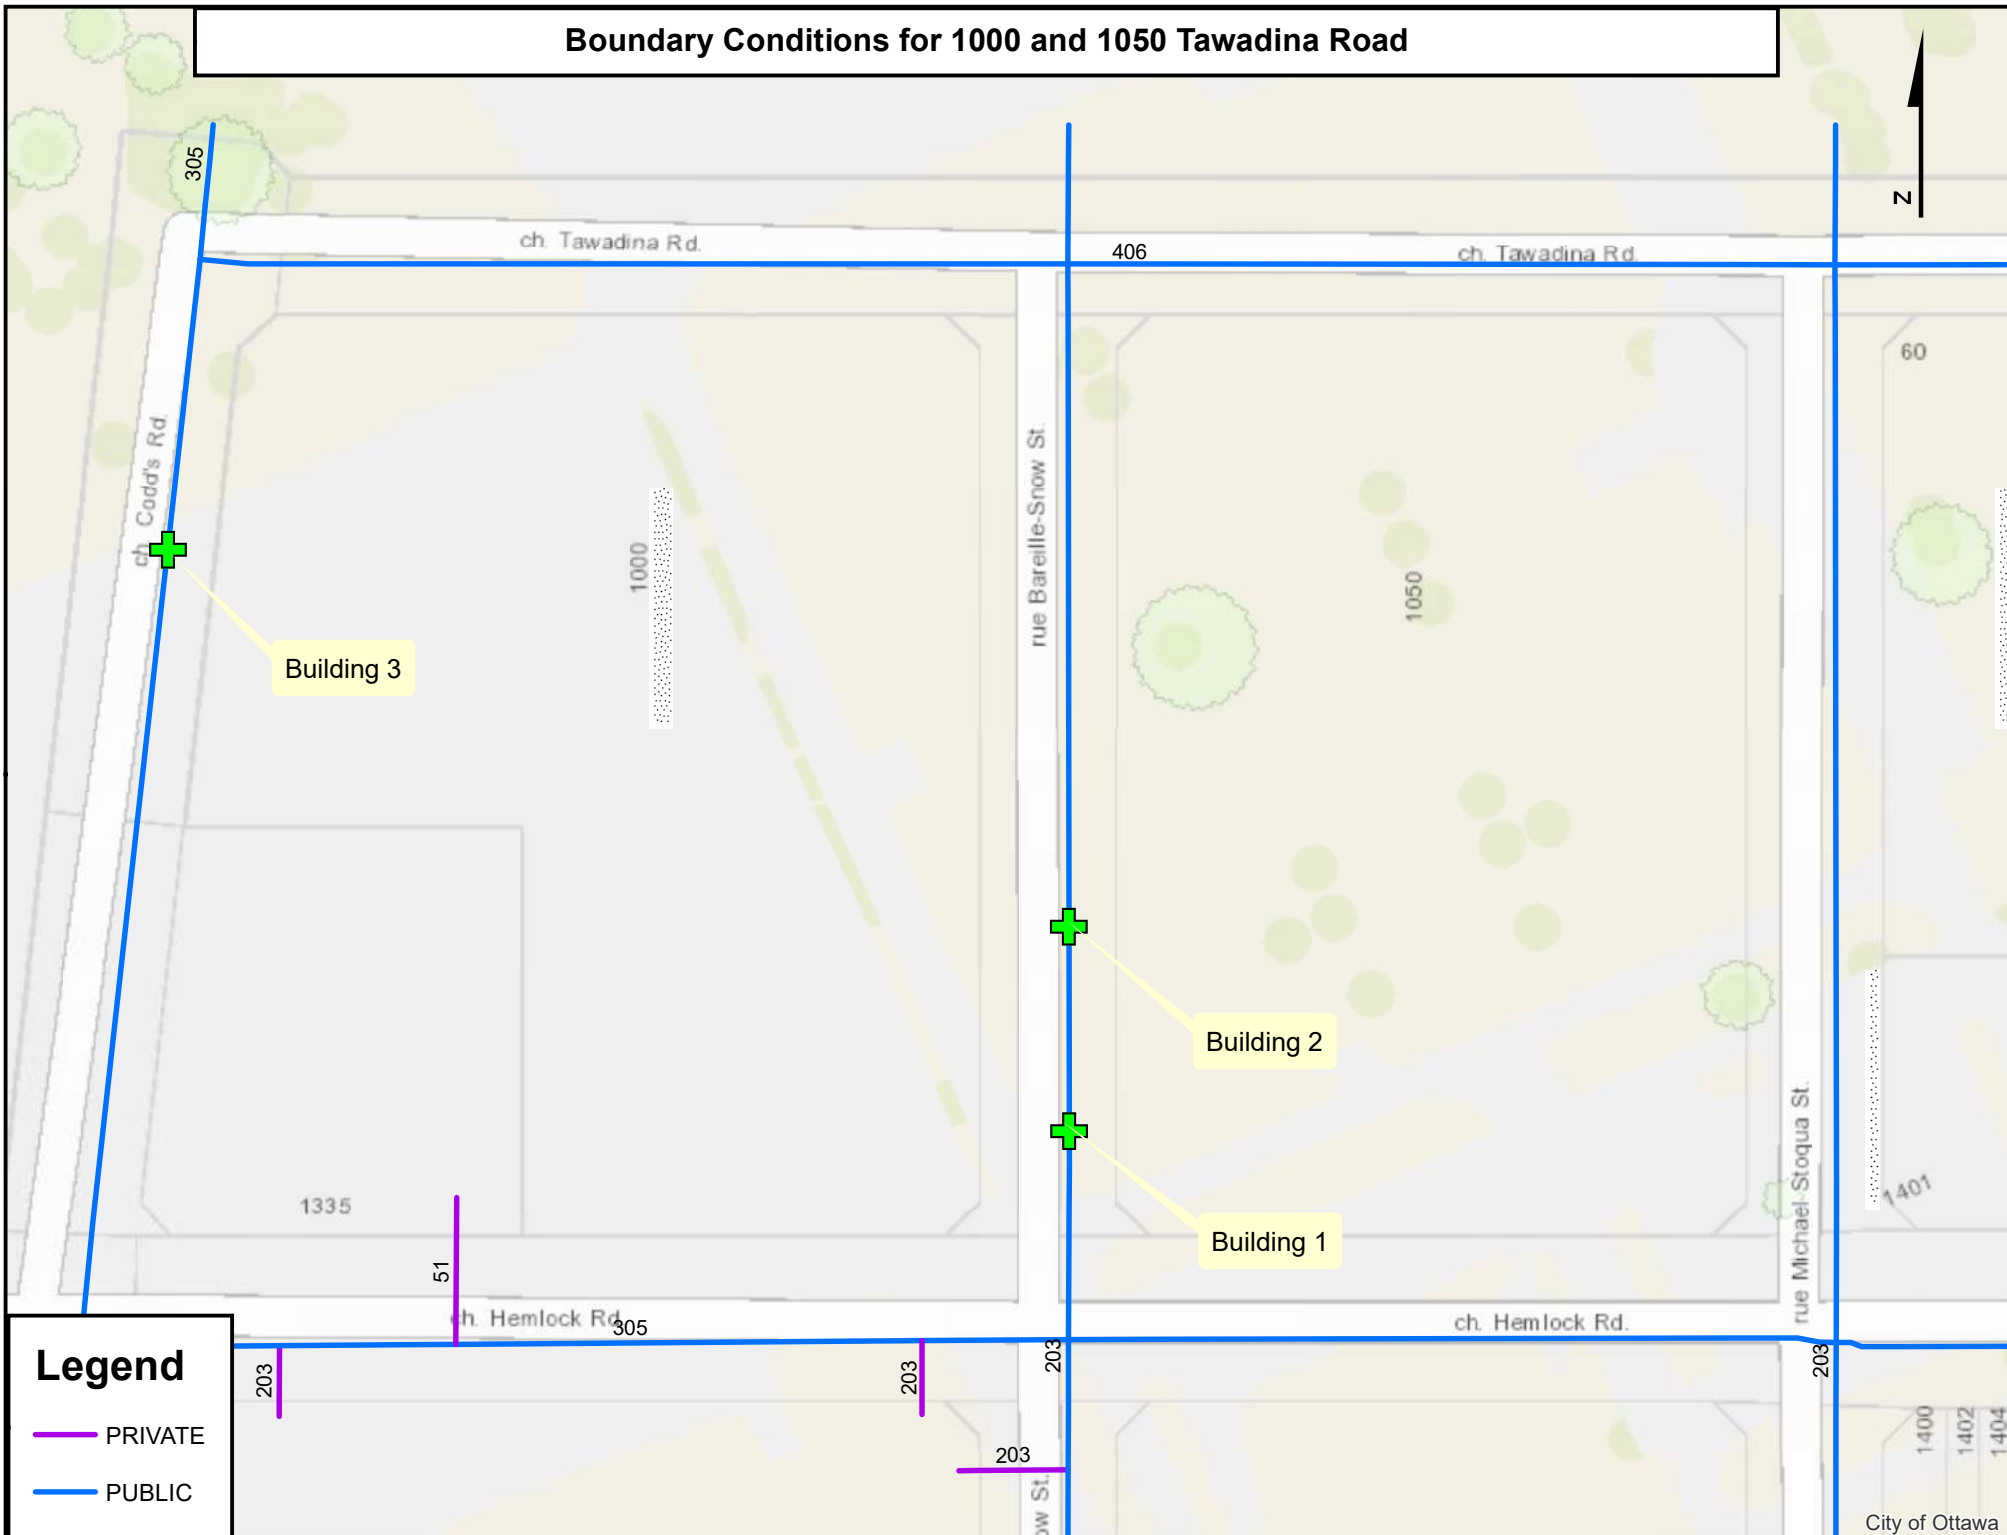 Boundary Conditions for 1000 and 1050 Tawadina Road
305
N
ch. Tawadina Rd.
406
ch. Tawadina Rd.
60
ch. Codd's Rd.
1000
rue Bareille-Snow St.
1050
Building 3
Building 2
Building 1
rue Michael-Stoqua St.
1401
1335
51
ch. Hemlock Rd.
305
ch. Hemlock Rd.
203
203
203
203
203
1400
1402
1404
ow St.
Legend
PRIVATE
PUBLIC
City of Ottawa